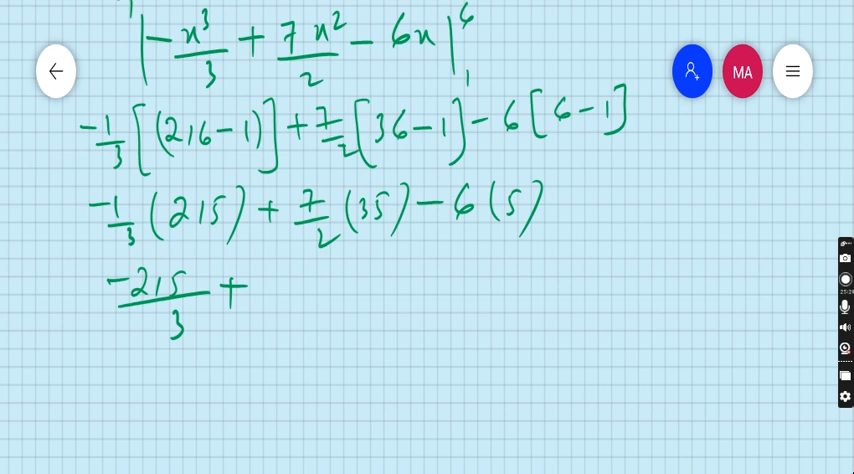 |-x³/3 + 7x²/2 - 6x|₁⁶
-1/3[(216-1)] + 7/2[36-1] - 6[6-1]
-1/3(215) + 7/2(35) - 6(5)
-215/3 +
MA